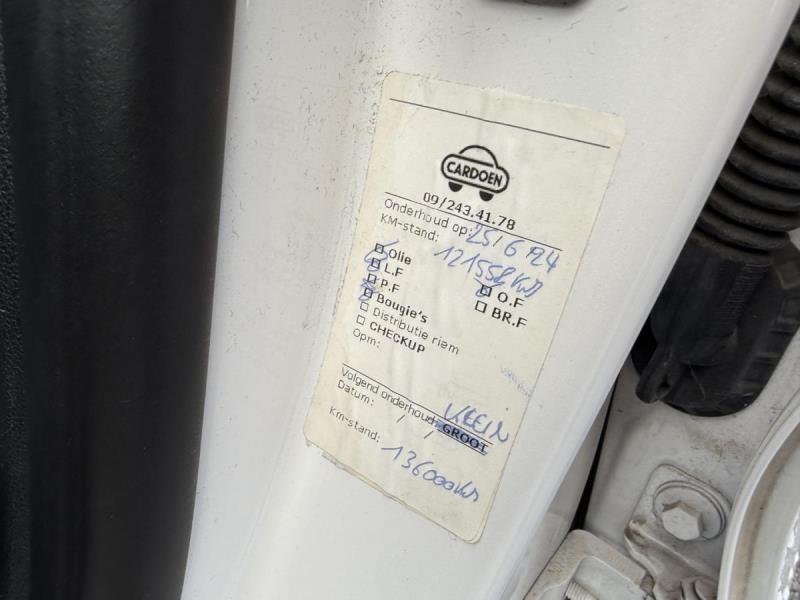 CARDOEN
09/243.41.78
Onderhoud op: 25/6/24
KM-stand: 121558 km
Olie
L.F
P.F
Bougie's
Distributie riem
CHECKUP
Opm:
O.F
BR.F
Volgend onderhoud: GROOT
Datum: / /
Km-stand: 136000 km